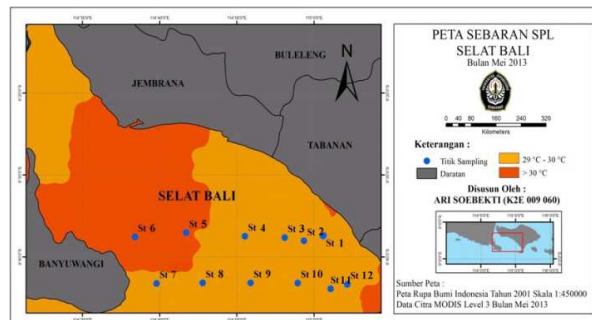 PETA SEBARAN SPL
SELAT BALI
Bulan Mei 2013
0 40 80 160 240 320
Kilometers
Keterangan :
Titik Sampling
Daratan
29 °C - 30 °C
> 30 °C
Disusun Oleh :
ARI SOEBEKTI (K2E 009 060)
Sumber Peta :
Peta Rupa Bumi Indonesia Tahun 2001 Skala 1:450000
Data Citra MODIS Level 3 Bulan Mei 2013
N
BULELENG
JEMBRANA
TABANAN
SELAT BALI
BANYUWANGI
St 6
St 5
St 4
St 3
St 2
St 1
St 7
St 8
St 9
St 10
St 11
St 12